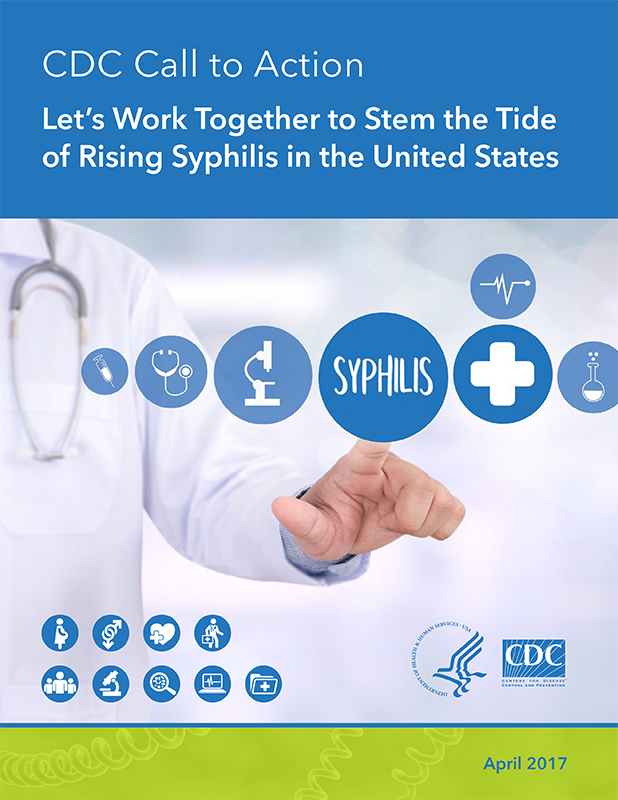 CDC Call to Action
Let’s Work Together to Stem the Tide
of Rising Syphilis in the United States
SYPHILIS
DEPARTMENT OF HEALTH & HUMAN SERVICES · USA
CDC
CENTERS FOR DISEASE
CONTROL AND PREVENTION
April 2017